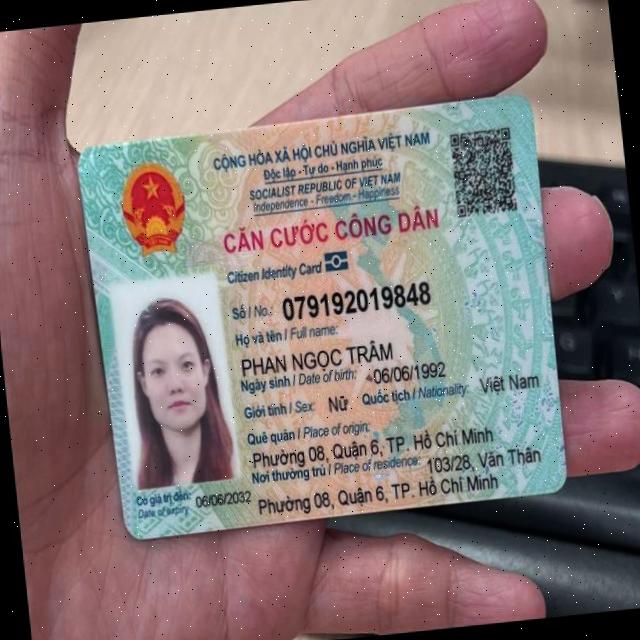 CỘNG HÒA XÃ HỘI CHỦ NGHĨA VIỆT NAM
Độc lập - Tự do - Hạnh phúc
SOCIALIST REPUBLIC OF VIET NAM
Independence - Freedom - Happiness
CĂN CƯỚC CÔNG DÂN
Citizen Identity Card
Số / No.: 079192019848
Họ và tên / Full name:
PHAN NGỌC TRÂM
Ngày sinh / Date of birth: 06/06/1992
Giới tính / Sex: Nữ Quốc tịch / Nationality: Việt Nam
Quê quán / Place of origin:
Phường 08, Quận 6, TP. Hồ Chí Minh
Nơi thường trú / Place of residence: 103/28, Văn Thân
Phường 08, Quận 6, TP. Hồ Chí Minh
Có giá trị đến: 06/06/2032
Date of expiry